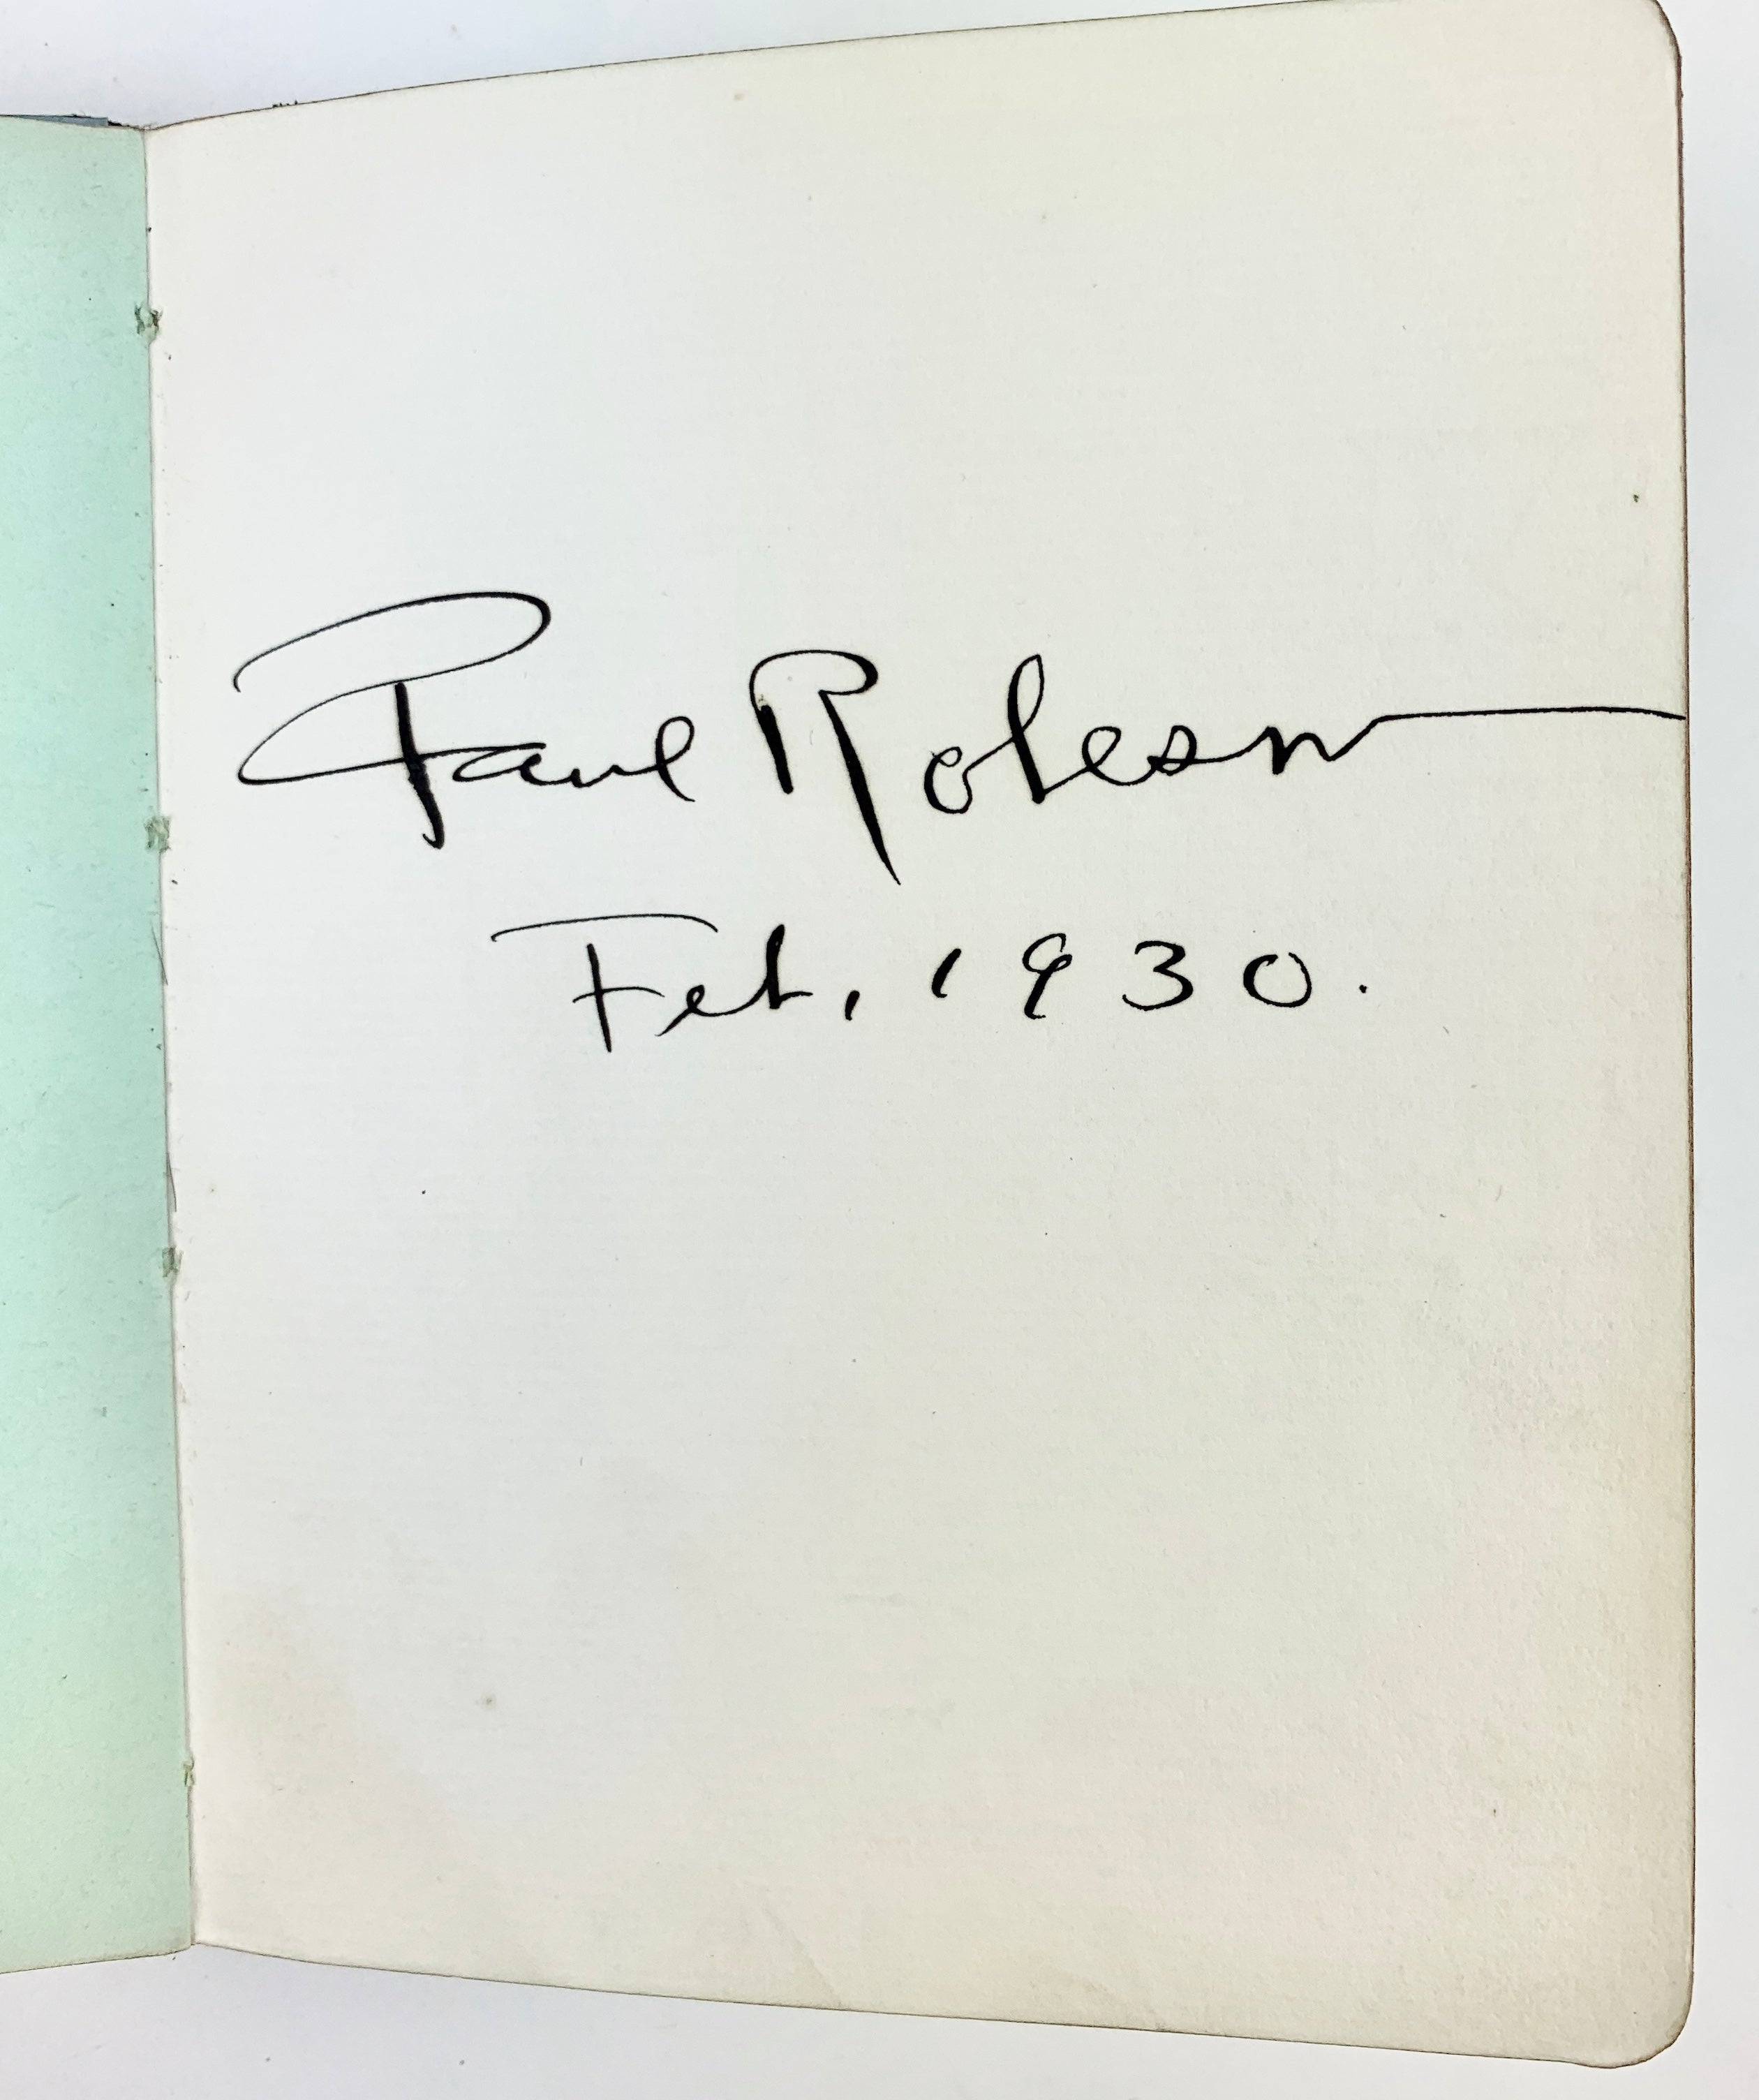 Paul Robeson
Feb. 1930.